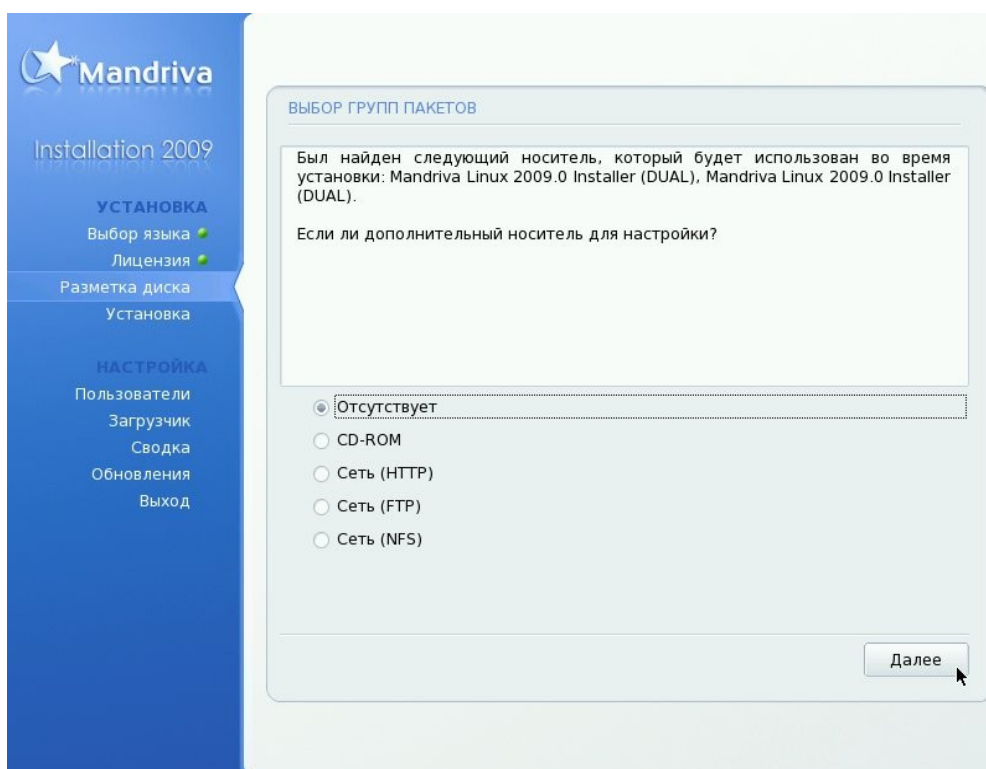 Mandriva
Installation 2009
УСТАНОВКА
Выбор языка
Лицензия
Разметка диска
Установка
НАСТРОЙКА
Пользователи
Загрузчик
Сводка
Обновления
Выход
ВЫБОР ГРУПП ПАКЕТОВ
Был найден следующий носитель, который будет использован во время
установки: Mandriva Linux 2009.0 Installer (DUAL), Mandriva Linux 2009.0 Installer
(DUAL).
Если ли дополнительный носитель для настройки?
Отсутствует
CD-ROM
Сеть (HTTP)
Сеть (FTP)
Сеть (NFS)
Далее